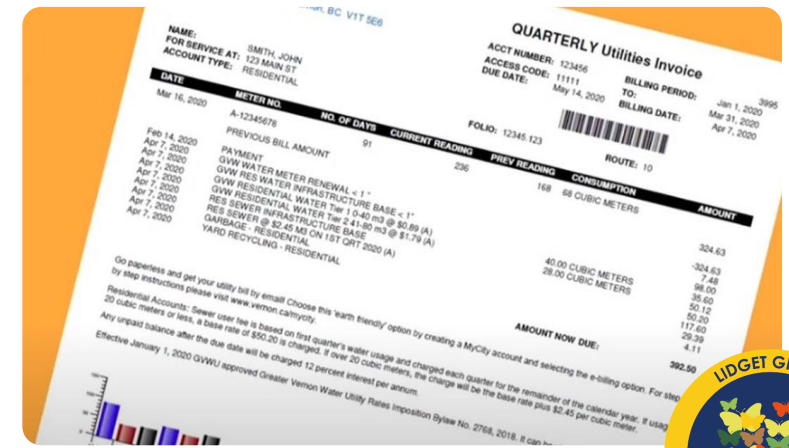 on, BC V1T 5E6
QUARTERLY Utilities Invoice
3995
NAME: SMITH, JOHN
FOR SERVICE AT: 123 MAIN ST
ACCOUNT TYPE: RESIDENTIAL
ACCT NUMBER: 123456
ACCESS CODE: 11111
DUE DATE: May 14, 2020
BILLING PERIOD: Jan 1, 2020
TO: Mar 31, 2020
BILLING DATE: Apr 7, 2020
FOLIO: 12345.123
ROUTE: 10
DATE METER NO. NO. OF DAYS CURRENT READING PREV READING CONSUMPTION AMOUNT
Mar 16, 2020 A-12345678 91 236 168 68 CUBIC METERS
PREVIOUS BILL AMOUNT 324.63
Feb 14, 2020 PAYMENT -324.63
Apr 7, 2020 GVW WATER METER RENEWAL < 1" 7.48
Apr 7, 2020 GVW RES WATER INFRASTRUCTURE BASE < 1" 98.00
Apr 7, 2020 GVW RESIDENTIAL WATER Tier 1 0-40 m3 @ $0.89 (A) 40.00 CUBIC METERS 35.60
Apr 7, 2020 GVW RESIDENTIAL WATER Tier 2 41-80 m3 @ $1.79 (A) 28.00 CUBIC METERS 50.12
Apr 7, 2020 RES SEWER INFRASTRUCTURE BASE 50.20
Apr 7, 2020 RES SEWER @ $2.45 M3 ON 1ST QRT 2020 (A) 117.60
Apr 7, 2020 GARBAGE - RESIDENTIAL 29.39
Apr 7, 2020 YARD RECYCLING - RESIDENTIAL 4.11
AMOUNT NOW DUE: 392.50
Go paperless and get your utility bill by email! Choose this 'earth friendly' option by creating a MyCity account and selecting the e-billing option. For step
by step instructions please visit www.vernon.ca/mycity.
Residential Accounts: Sewer user fee is based on first quarter's water usage and charged each quarter for the remainder of the calendar year. If usag
20 cubic meters or less, a base rate of $50.20 is charged. If over 20 cubic meters, the charge will be the base rate plus $2.45 per cubic meter.
Any unpaid balance after the due date will be charged 12 percent interest per annum.
Effective January 1, 2020 GVWU approved Greater Vernon Water Utility Rates Imposition Bylaw No. 2768, 2018. It can be
LIDGET G